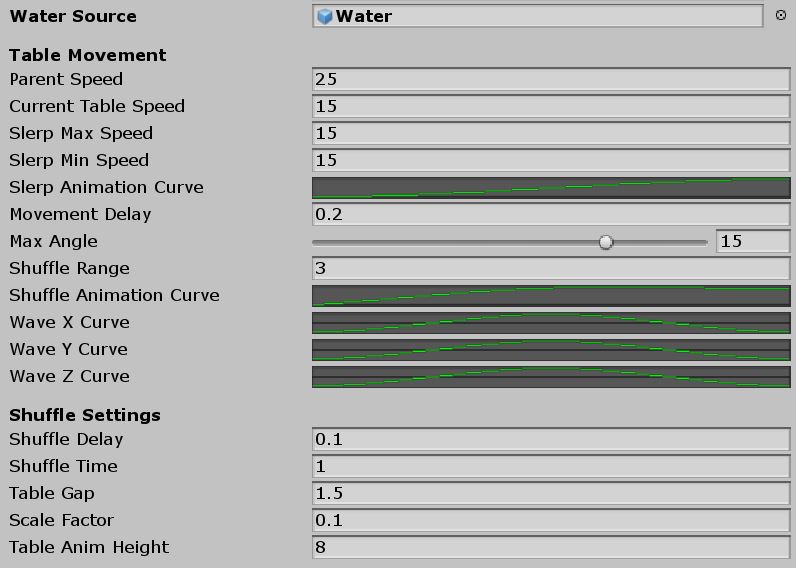 Water Source Water
Table Movement
Parent Speed 25
Current Table Speed 15
Slerp Max Speed 15
Slerp Min Speed 15
Slerp Animation Curve
Movement Delay 0.2
Max Angle 15
Shuffle Range 3
Shuffle Animation Curve
Wave X Curve
Wave Y Curve
Wave Z Curve
Shuffle Settings
Shuffle Delay 0.1
Shuffle Time 1
Table Gap 1.5
Scale Factor 0.1
Table Anim Height 8